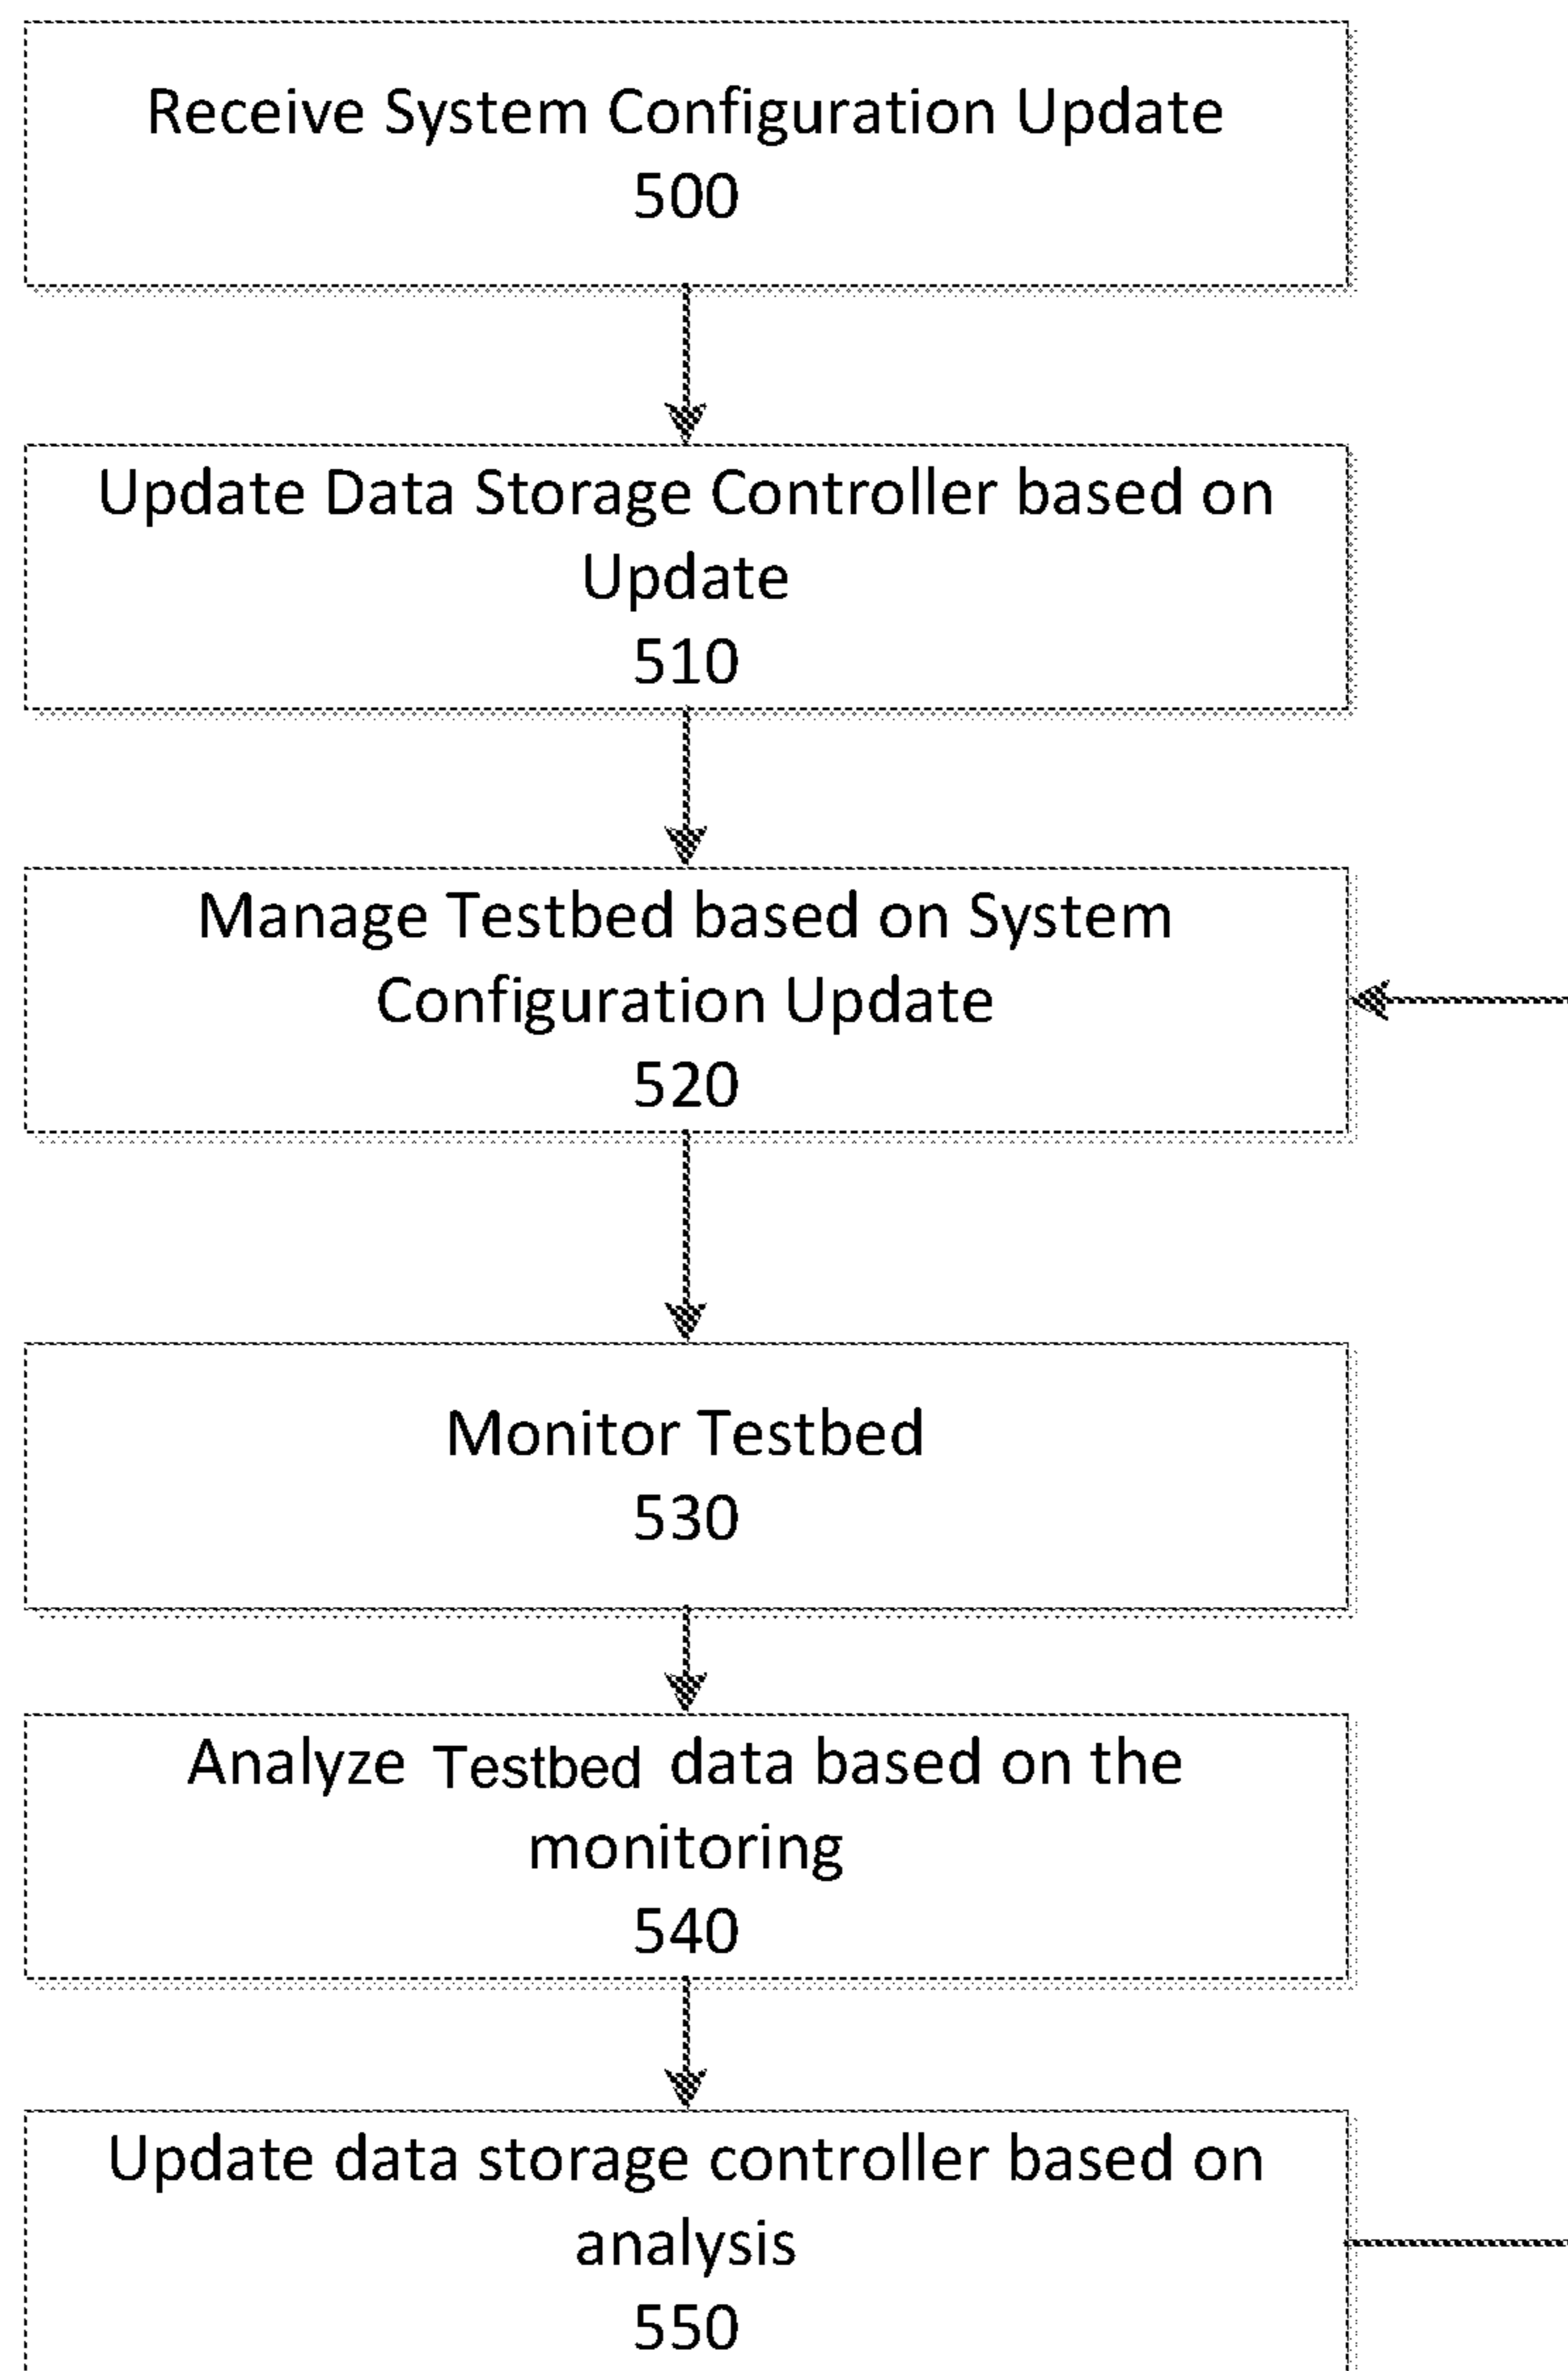 Receive System Configuration Update
500
Update Data Storage Controller based on
Update
510
Manage Testbed based on System
Configuration Update
520
Monitor Testbed
530
Analyze Testbed data based on the
monitoring
540
Update data storage controller based on
analysis
550